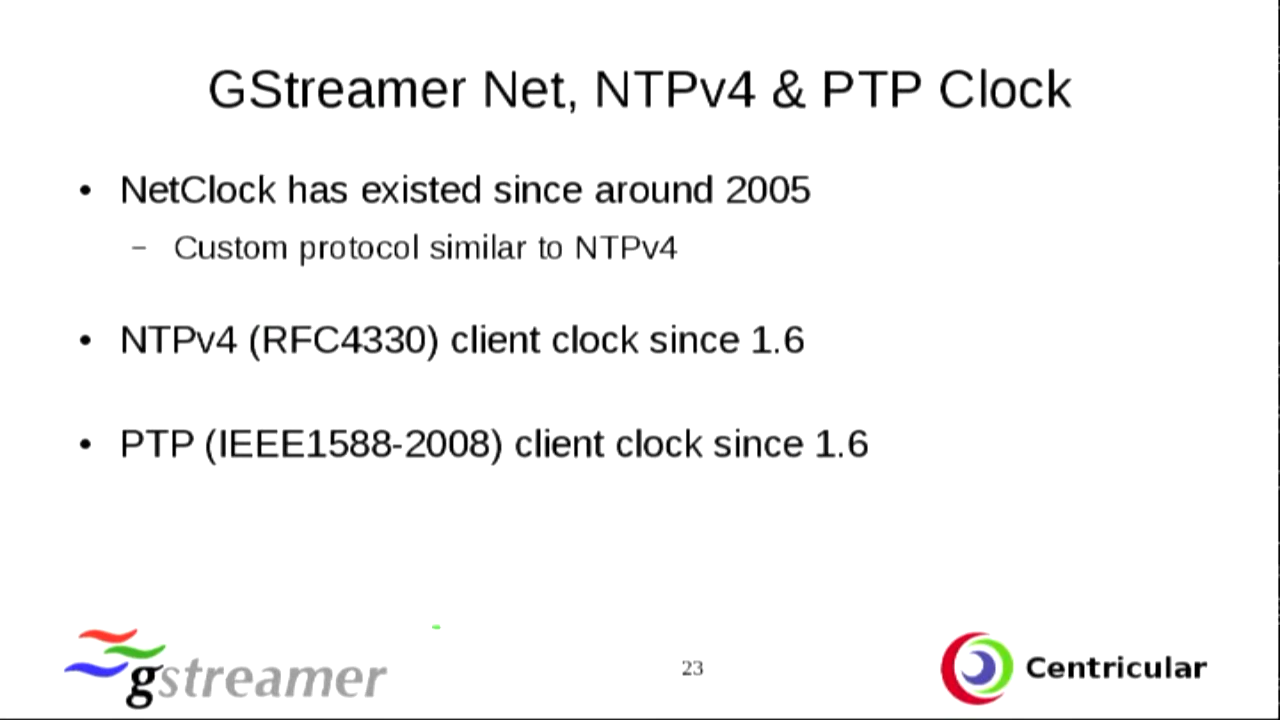 GStreamer Net, NTPv4 & PTP Clock
• NetClock has existed since around 2005
– Custom protocol similar to NTPv4
• NTPv4 (RFC4330) client clock since 1.6
• PTP (IEEE1588-2008) client clock since 1.6
gstreamer
23
Centricular